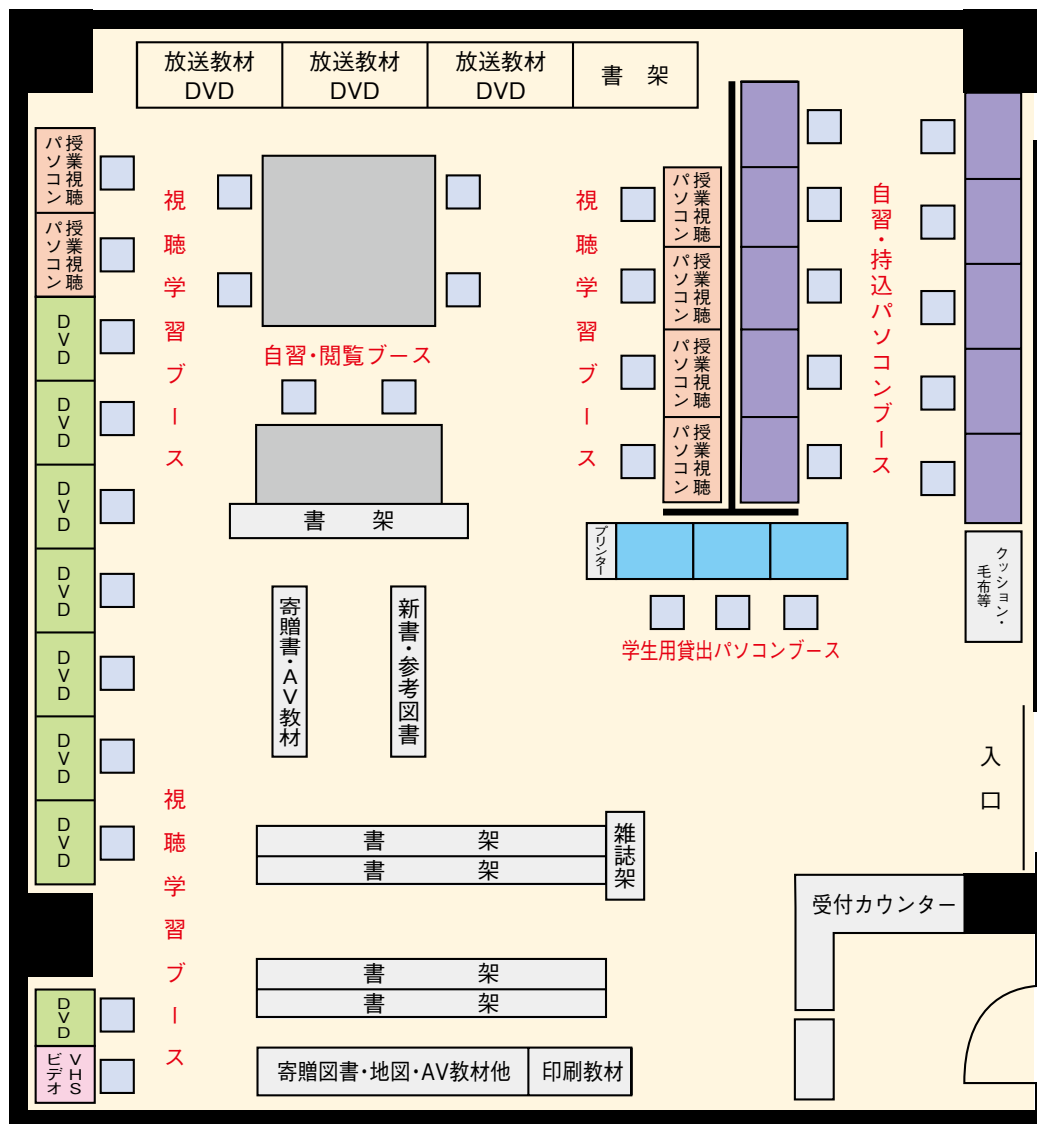 放送教材
DVD
放送教材
DVD
放送教材
DVD
書 架
授業視聴
パソコン
授業視聴
パソコン
DVD
DVD
DVD
DVD
DVD
DVD
DVD
視聴学習ブース
自習・閲覧ブース
書 架
視聴学習ブース
授業視聴
パソコン
授業視聴
パソコン
授業視聴
パソコン
授業視聴
パソコン
自習・持込パソコンブース
プリンター
学生用貸出パソコンブース
クッション・
毛布等
寄贈書・AV教材
新書・参考図書
入口
視聴学習ブース
書 架
書 架
雑誌架
受付カウンター
書 架
書 架
DVD
VHS
ビデオ
寄贈図書・地図・AV教材他
印刷教材